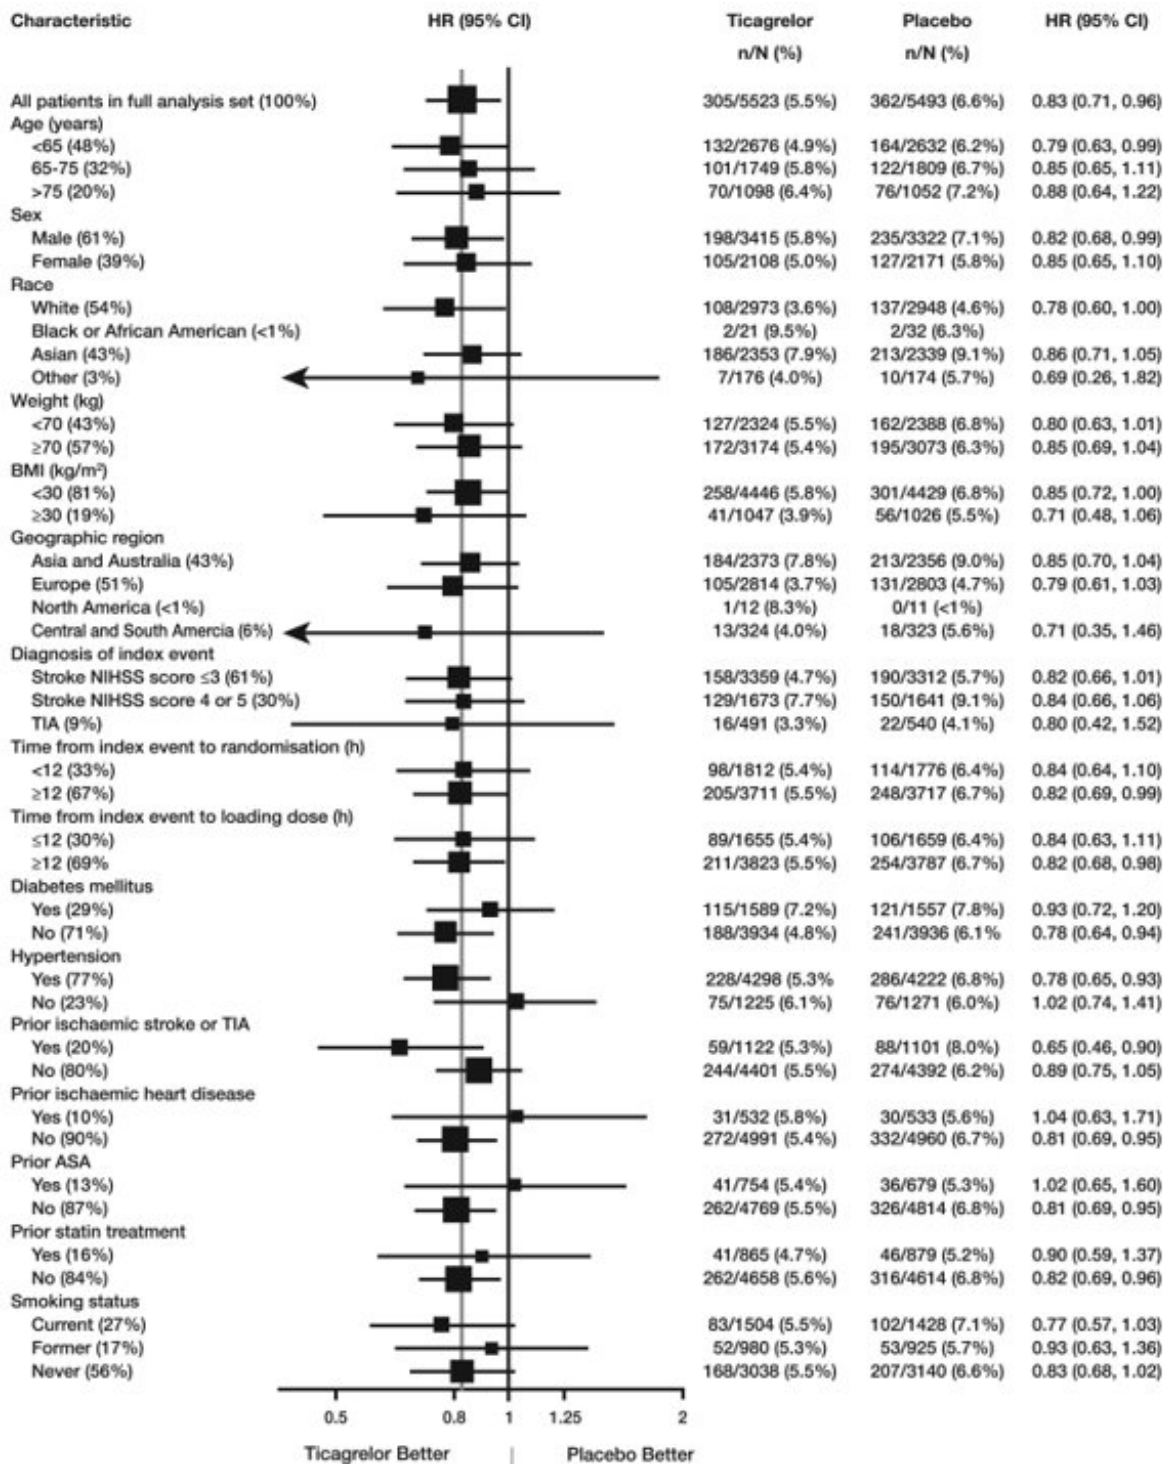 Characteristic HR (95% CI) Ticagrelor Placebo HR (95% CI)
n/N (%) n/N (%)
All patients in full analysis set (100%) 305/5523 (5.5%) 362/5493 (6.6%) 0.83 (0.71, 0.96)
Age (years)
<65 (48%) 132/2676 (4.9%) 164/2632 (6.2%) 0.79 (0.63, 0.99)
65-75 (32%) 101/1749 (5.8%) 122/1809 (6.7%) 0.85 (0.65, 1.11)
>75 (20%) 70/1098 (6.4%) 76/1052 (7.2%) 0.88 (0.64, 1.22)
Sex
Male (61%) 198/3415 (5.8%) 235/3322 (7.1%) 0.82 (0.68, 0.99)
Female (39%) 105/2108 (5.0%) 127/2171 (5.8%) 0.85 (0.65, 1.10)
Race
White (54%) 108/2973 (3.6%) 137/2948 (4.6%) 0.78 (0.60, 1.00)
Black or African American (<1%) 2/21 (9.5%) 2/32 (6.3%)
Asian (43%) 186/2353 (7.9%) 213/2339 (9.1%) 0.86 (0.71, 1.05)
Other (3%) 7/176 (4.0%) 10/174 (5.7%) 0.69 (0.26, 1.82)
Weight (kg)
<70 (43%) 127/2324 (5.5%) 162/2388 (6.8%) 0.80 (0.63, 1.01)
≥70 (57%) 172/3174 (5.4%) 195/3073 (6.3%) 0.85 (0.69, 1.04)
BMI (kg/m²)
<30 (81%) 258/4446 (5.8%) 301/4429 (6.8%) 0.85 (0.72, 1.00)
≥30 (19%) 41/1047 (3.9%) 56/1026 (5.5%) 0.71 (0.48, 1.06)
Geographic region
Asia and Australia (43%) 184/2373 (7.8%) 213/2356 (9.0%) 0.85 (0.70, 1.04)
Europe (51%) 105/2814 (3.7%) 131/2803 (4.7%) 0.79 (0.61, 1.03)
North America (<1%) 1/12 (8.3%) 0/11 (<1%)
Central and South Amercia (6%) 13/324 (4.0%) 18/323 (5.6%) 0.71 (0.35, 1.46)
Diagnosis of index event
Stroke NIHSS score ≤3 (61%) 158/3359 (4.7%) 190/3312 (5.7%) 0.82 (0.66, 1.01)
Stroke NIHSS score 4 or 5 (30%) 129/1673 (7.7%) 150/1641 (9.1%) 0.84 (0.66, 1.06)
TIA (9%) 16/491 (3.3%) 22/540 (4.1%) 0.80 (0.42, 1.52)
Time from index event to randomisation (h)
<12 (33%) 98/1812 (5.4%) 114/1776 (6.4%) 0.84 (0.64, 1.10)
≥12 (67%) 205/3711 (5.5%) 248/3717 (6.7%) 0.82 (0.69, 0.99)
Time from index event to loading dose (h)
≤12 (30%) 89/1655 (5.4%) 106/1659 (6.4%) 0.84 (0.63, 1.11)
≥12 (69% 211/3823 (5.5%) 254/3787 (6.7%) 0.82 (0.68, 0.98)
Diabetes mellitus
Yes (29%) 115/1589 (7.2%) 121/1557 (7.8%) 0.93 (0.72, 1.20)
No (71%) 188/3934 (4.8%) 241/3936 (6.1% 0.78 (0.64, 0.94)
Hypertension
Yes (77%) 228/4298 (5.3% 286/4222 (6.8%) 0.78 (0.65, 0.93)
No (23%) 75/1225 (6.1%) 76/1271 (6.0%) 1.02 (0.74, 1.41)
Prior ischaemic stroke or TIA
Yes (20%) 59/1122 (5.3%) 88/1101 (8.0%) 0.65 (0.46, 0.90)
No (80%) 244/4401 (5.5%) 274/4392 (6.2%) 0.89 (0.75, 1.05)
Prior ischaemic heart disease
Yes (10%) 31/532 (5.8%) 30/533 (5.6%) 1.04 (0.63, 1.71)
No (90%) 272/4991 (5.4%) 332/4960 (6.7%) 0.81 (0.69, 0.95)
Prior ASA
Yes (13%) 41/754 (5.4%) 36/679 (5.3%) 1.02 (0.65, 1.60)
No (87%) 262/4769 (5.5%) 326/4814 (6.8%) 0.81 (0.69, 0.95)
Prior statin treatment
Yes (16%) 41/865 (4.7%) 46/879 (5.2%) 0.90 (0.59, 1.37)
No (84%) 262/4658 (5.6%) 316/4614 (6.8%) 0.82 (0.69, 0.96)
Smoking status
Current (27%) 83/1504 (5.5%) 102/1428 (7.1%) 0.77 (0.57, 1.03)
Former (17%) 52/980 (5.3%) 53/925 (5.7%) 0.93 (0.63, 1.36)
Never (56%) 168/3038 (5.5%) 207/3140 (6.6%) 0.83 (0.68, 1.02)
0.5 0.8 1 1.25 2
Ticagrelor Better Placebo Better